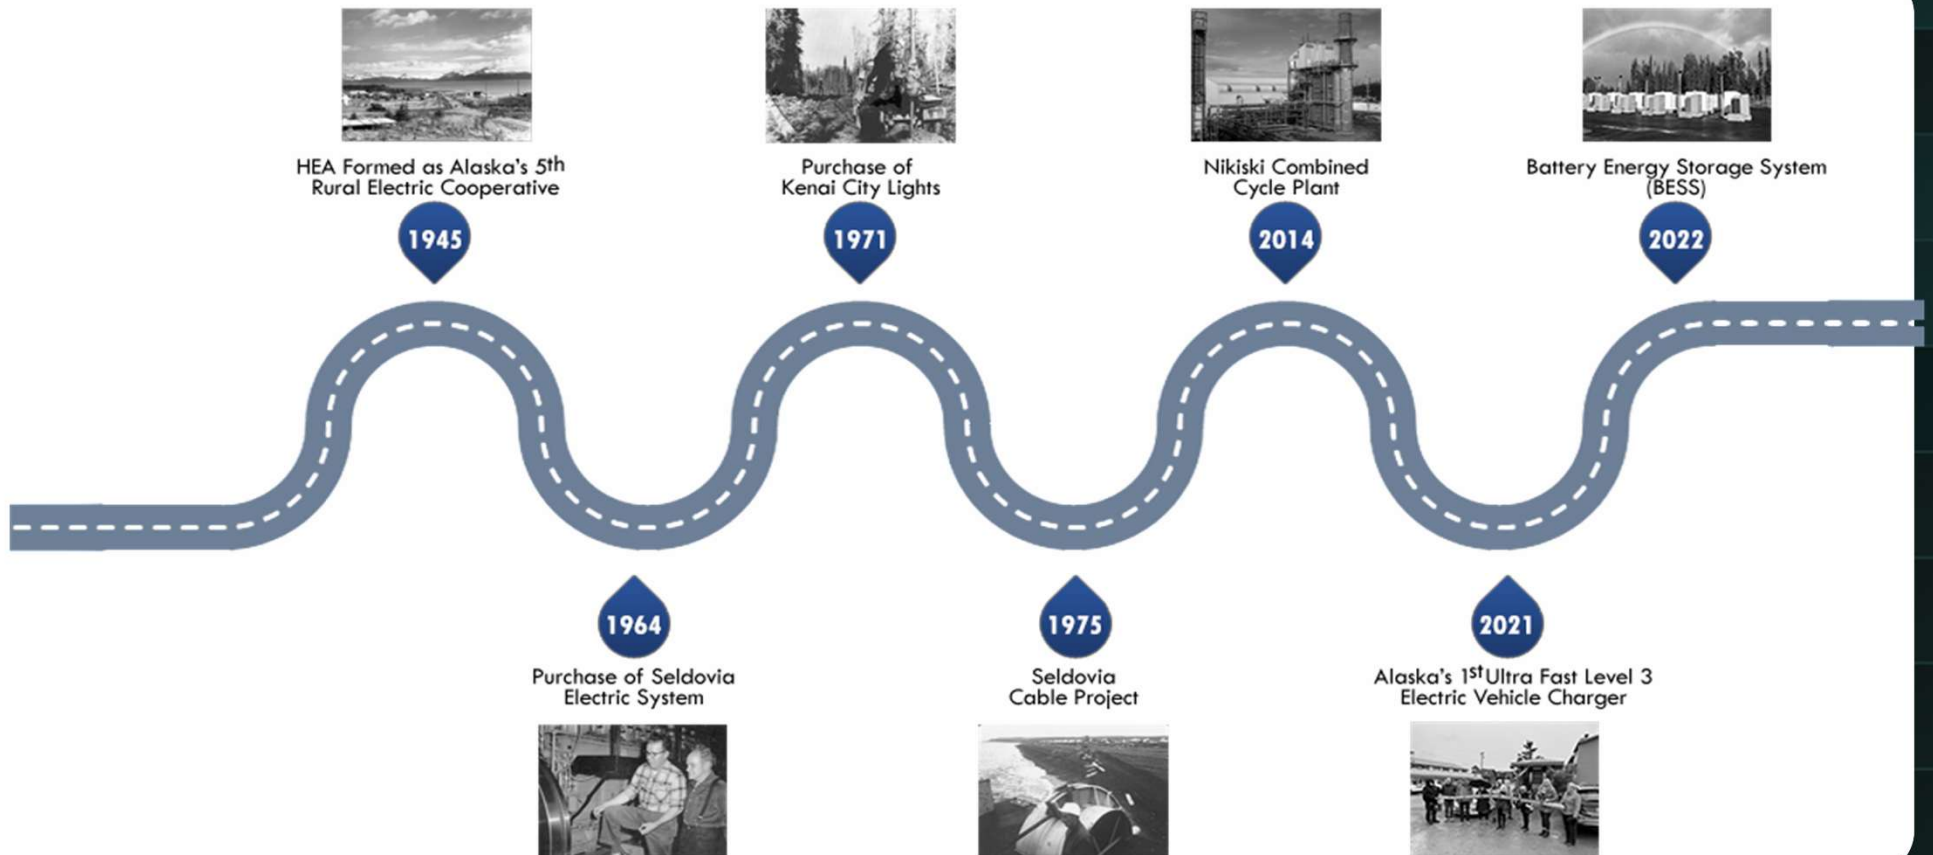 HEA Formed as Alaska's 5th
Rural Electric Cooperative
1945
Purchase of
Kenai City Lights
1971
Nikiski Combined
Cycle Plant
2014
Battery Energy Storage System
(BESS)
2022
1964
Purchase of Seldovia
Electric System
1975
Seldovia
Cable Project
2021
Alaska's 1st Ultra Fast Level 3
Electric Vehicle Charger